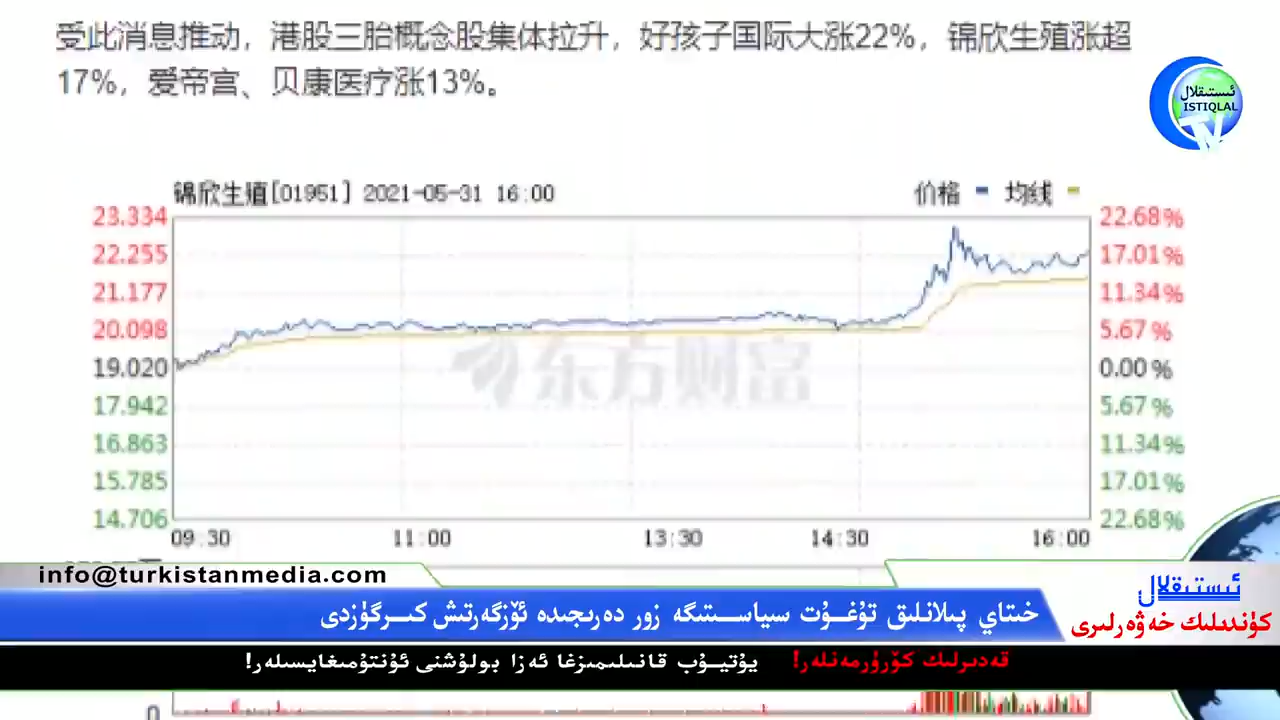 受此消息推动，港股三胎概念股集体拉升，好孩子国际大涨22%，锦欣生殖涨超
17%，爱帝宫、贝康医疗涨13%。
ئىستىقلال
ISTIQLAL
TV
锦欣生殖[01951] 2021-05-31 16:00
价格 均线
23.334 22.68%
22.255 17.01%
21.177 11.34%
20.098 5.67%
19.020 0.00%
17.942 5.67%
16.863 11.34%
15.785 17.01%
14.706 22.68%
东方财富
09:30 11:00 13:30 14:30 16:00
info@turkistanmedia.com
ئىستىقلال
كۈندىلىك خەۋەرلىرى
خىتاي پىلانلىق تۇغۇت سىياسىتىگە زور دەرىجىدە ئۆزگەرتىش كىرگۈزدى
قەدىرلىك كۆرۈرمەنلەر! يۇتيۇب قانىلىمىزغا ئەزا بولۇشنى ئۇنتۇمىغايسىلەر!
0